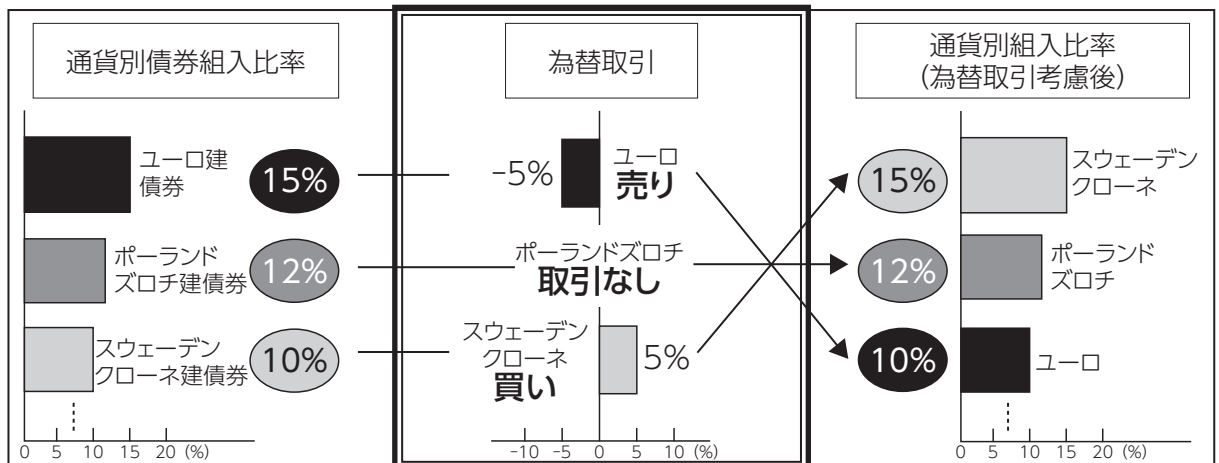 通貨別債券組入比率
ユーロ建
債券
15%
ポーランド
ズロチ建債券
12%
スウェーデン
クローネ建債券
10%
0 5 10 15 20 (%)
為替取引
-5%
ユーロ
売り
ポーランドズロチ
取引なし
スウェーデン
クローネ
買い
5%
-10 -5 0 5 10 (%)
通貨別組入比率
(為替取引考慮後)
15%
スウェーデン
クローネ
12%
ポーランド
ズロチ
10%
ユーロ
0 5 10 15 20 (%)